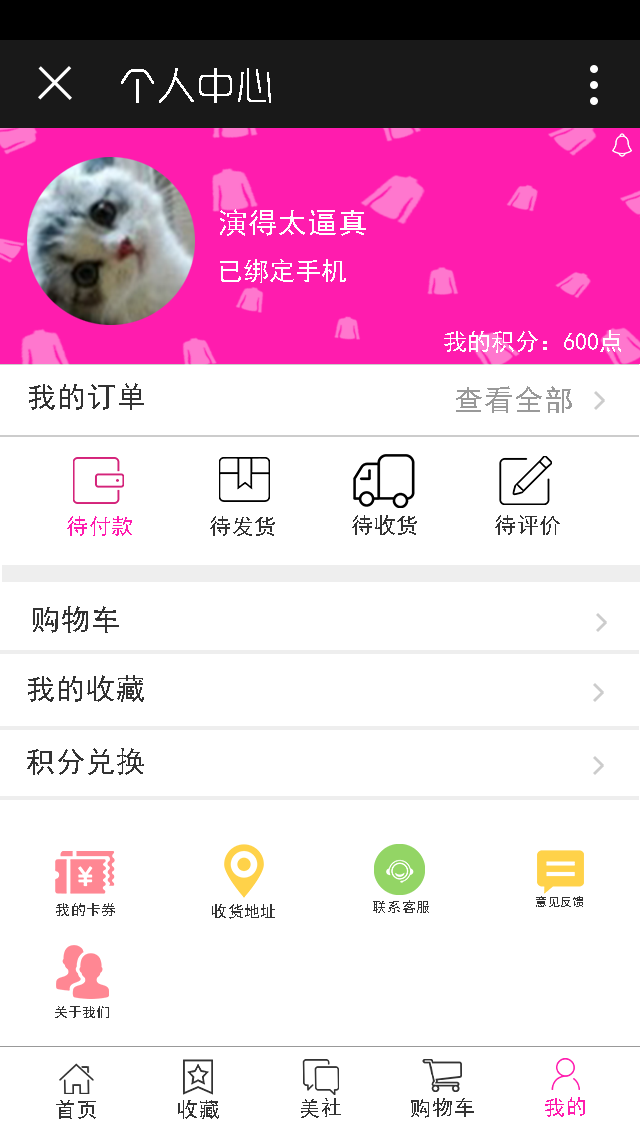 个人中心
演得太逼真
已绑定手机
我的积分：600点
我的订单 查看全部
待付款 待发货 待收货 待评价
购物车
我的收藏
积分兑换
¥
我的卡券 收货地址 联系客服 意见反馈
关于我们
首页 收藏 美社 购物车 我的